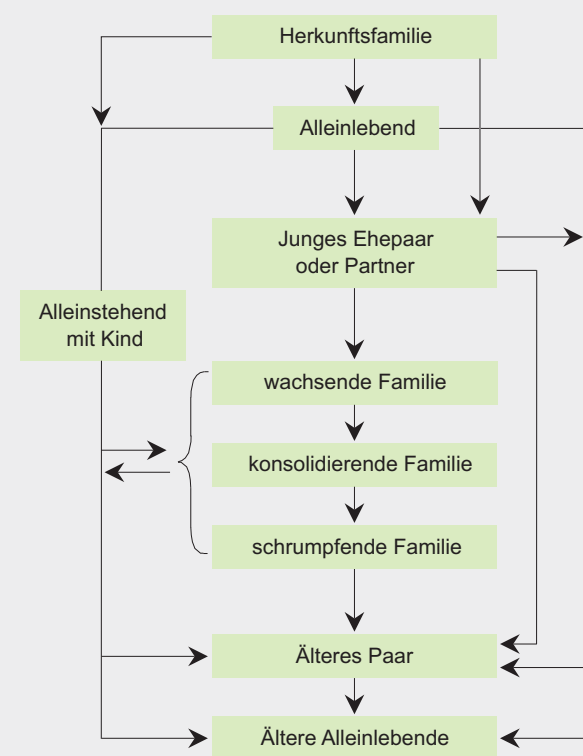 Herkunftsfamilie
Alleinlebend
Junges Ehepaar
oder Partner
Alleinstehend
mit Kind
wachsende Familie
konsolidierende Familie
schrumpfende Familie
Älteres Paar
Ältere Alleinlebende